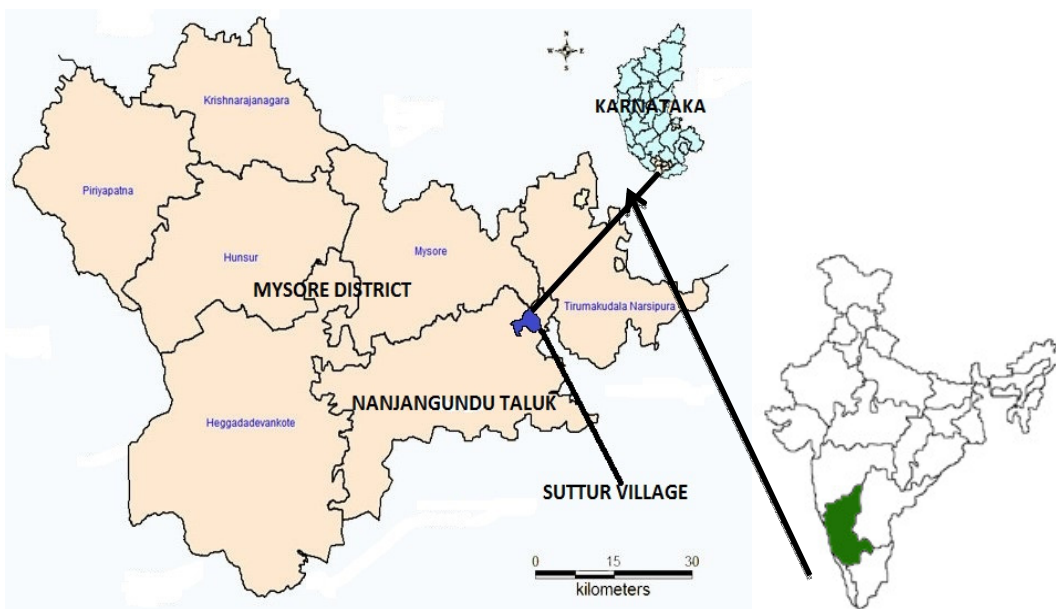 N
W E
S
KARNATAKA
Krishnarajanagara
Piriyapatna
Hunsur
Mysore
MYSORE DISTRICT
Tirumakudala Narsipura
NANJANGUNDU TALUK
Heggadadevankote
SUTTUR VILLAGE
0 15 30
kilometers